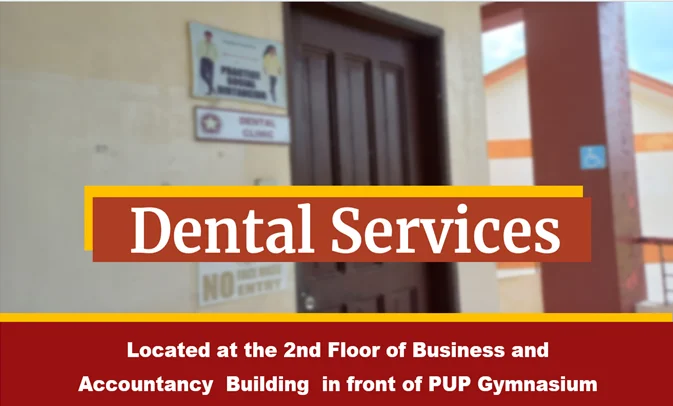 PRACTICE
SOCIAL
DISTANCING
DENTAL
CLINIC
Dental Services
NO FACE MASK
ENTRY
Located at the 2nd Floor of Business and
Accountancy Building in front of PUP Gymnasium